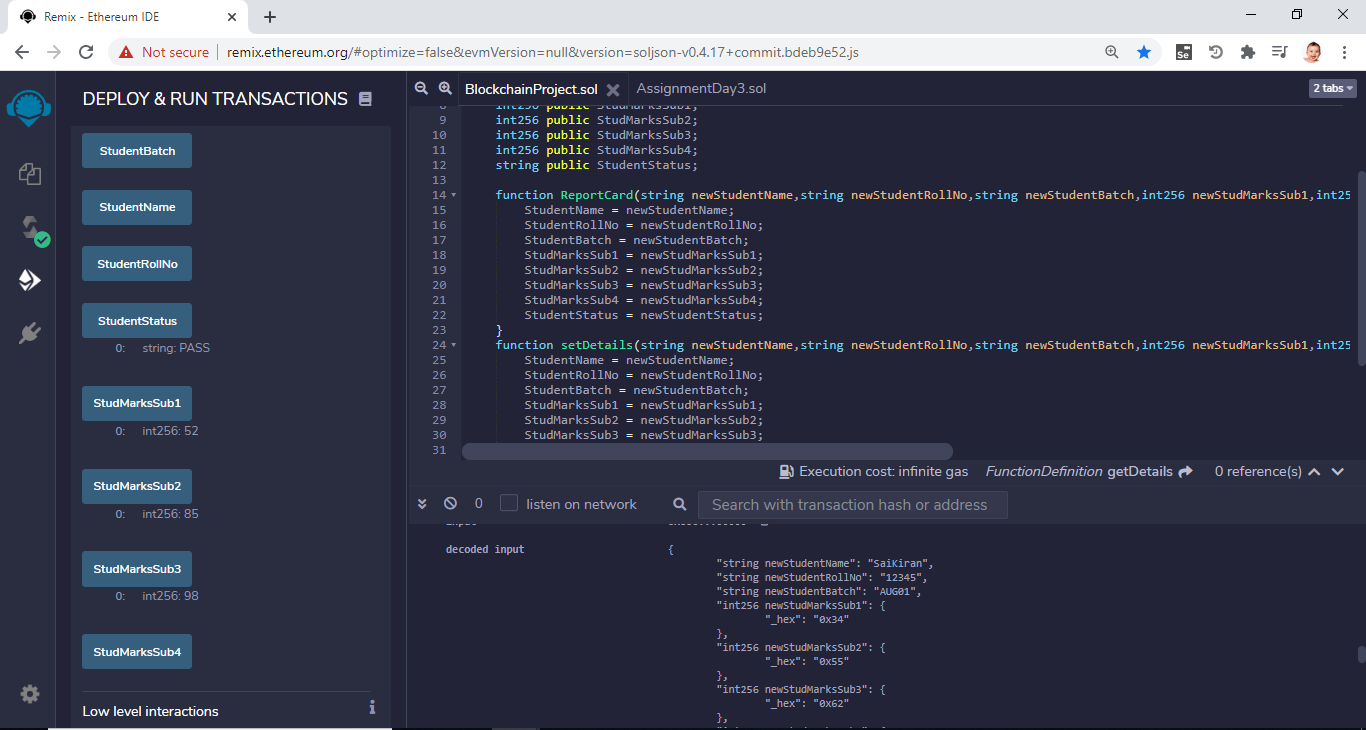 Remix - Ethereum IDE
Not secure
remix.ethereum.org/#optimize=false&evmVersion=null&version=soljson-v0.4.17+commit.bdeb9e52.js
Se
DEPLOY & RUN TRANSACTIONS
StudentBatch
StudentName
StudentRollNo
StudentStatus
0: string: PASS
StudMarksSub1
0: int256: 52
StudMarksSub2
0: int256: 85
StudMarksSub3
0: int256: 98
StudMarksSub4
Low level interactions
BlockchainProject.sol
AssignmentDay3.sol
2 tabs
8 int256 public StudMarksSub1;
9 int256 public StudMarksSub2;
10 int256 public StudMarksSub3;
11 int256 public StudMarksSub4;
12 string public StudentStatus;
13
14 function ReportCard(string newStudentName,string newStudentRollNo,string newStudentBatch,int256 newStudMarksSub1,int25
15 StudentName = newStudentName;
16 StudentRollNo = newStudentRollNo;
17 StudentBatch = newStudentBatch;
18 StudMarksSub1 = newStudMarksSub1;
19 StudMarksSub2 = newStudMarksSub2;
20 StudMarksSub3 = newStudMarksSub3;
21 StudMarksSub4 = newStudMarksSub4;
22 StudentStatus = newStudentStatus;
23 }
24 function setDetails(string newStudentName,string newStudentRollNo,string newStudentBatch,int256 newStudMarksSub1,int25
25 StudentName = newStudentName;
26 StudentRollNo = newStudentRollNo;
27 StudentBatch = newStudentBatch;
28 StudMarksSub1 = newStudMarksSub1;
29 StudMarksSub2 = newStudMarksSub2;
30 StudMarksSub3 = newStudMarksSub3;
31
Execution cost: infinite gas FunctionDefinition getDetails 0 reference(s)
0 listen on network Search with transaction hash or address
input
decoded input {
"string newStudentName": "SaiKiran",
"string newStudentRollNo": "12345",
"string newStudentBatch": "AUG01",
"int256 newStudMarksSub1": {
"_hex": "0x34"
},
"int256 newStudMarksSub2": {
"_hex": "0x55"
},
"int256 newStudMarksSub3": {
"_hex": "0x62"
},